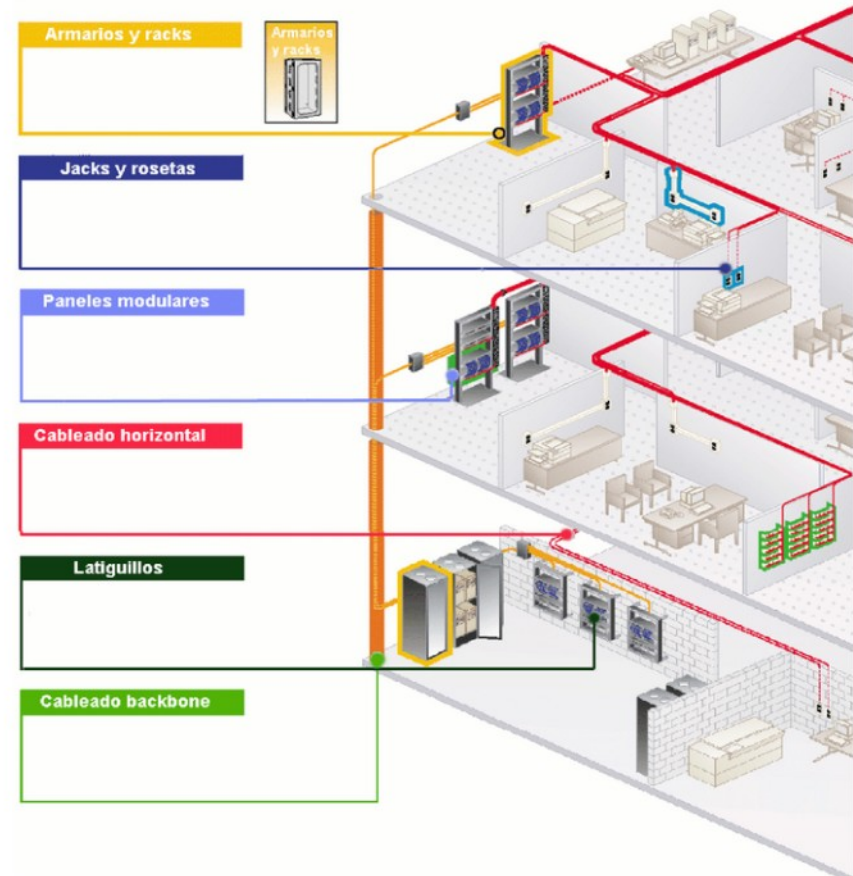 Armarios y racks
Armarios
y racks
Jacks y rosetas
Paneles modulares
Cableado horizontal
Latiguillos
Cableado backbone